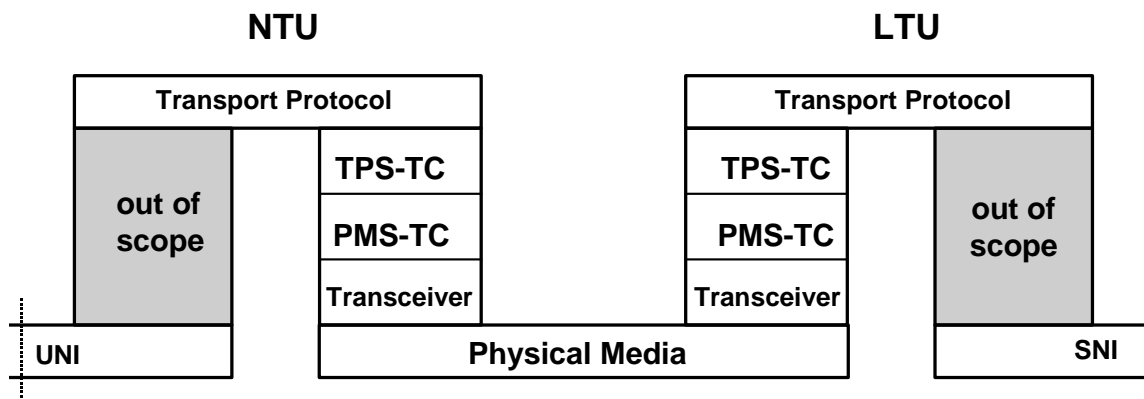 NTU
LTU
Transport Protocol
Transport Protocol
out of
scope
TPS-TC
PMS-TC
Transceiver
TPS-TC
PMS-TC
Transceiver
out of
scope
UNI
Physical Media
SNI